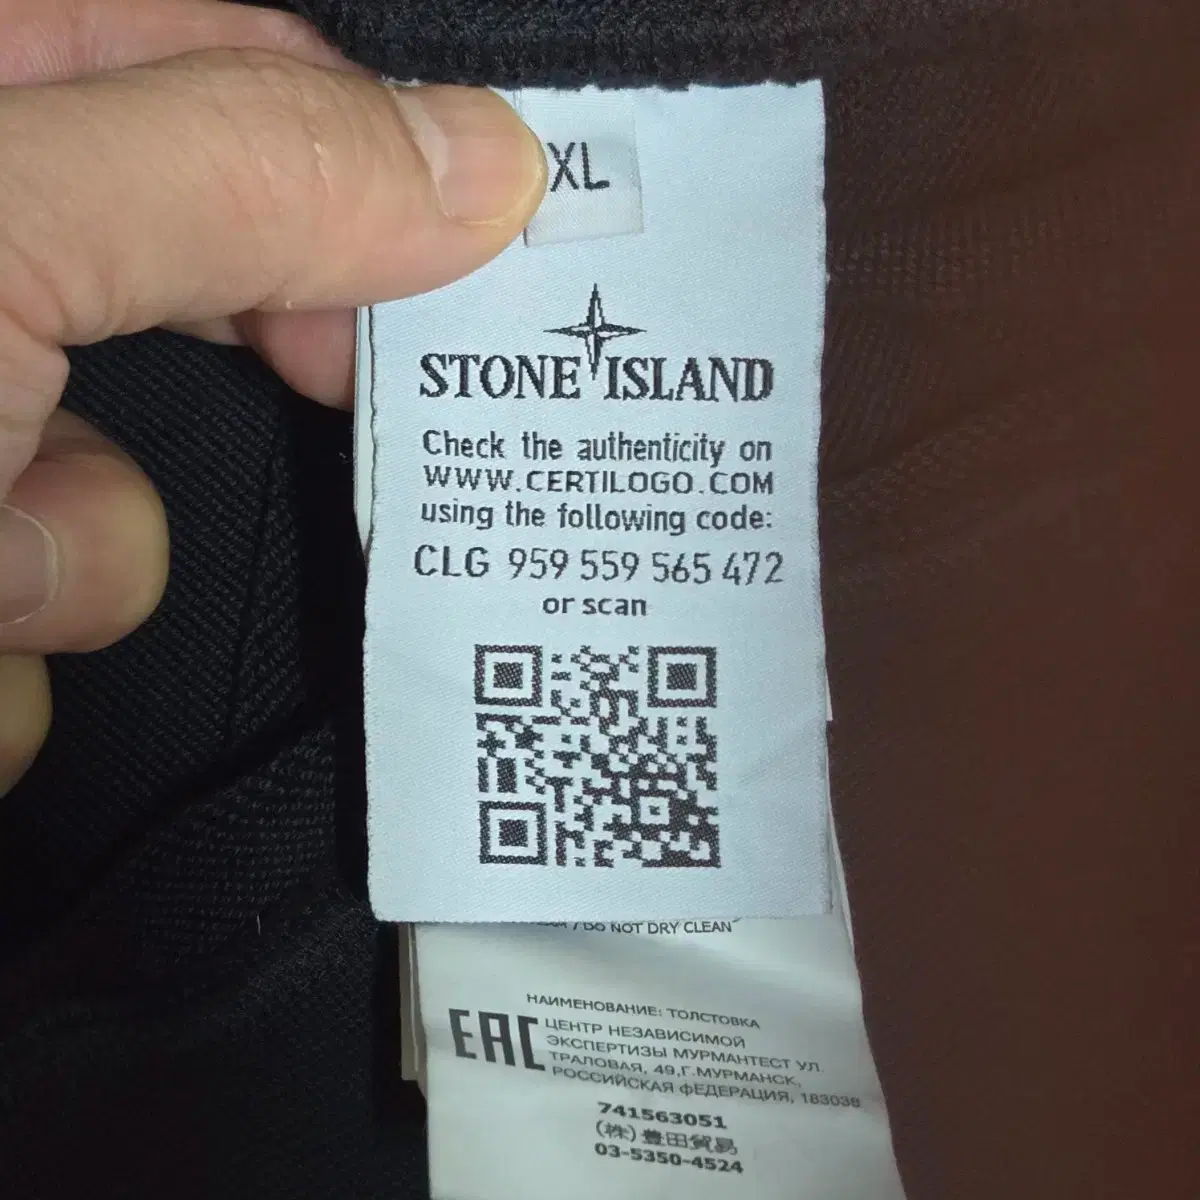 XL
STONE ISLAND
Check the authenticity on
WWW.CERTILOGO.COM
using the following code:
CLG 959 559 565 472
or scan
/ DO NOT DRY CLEAN
НАИМЕНОВАНИЕ: ТОЛСТОВКА
EAC
ЦЕНТР НЕЗАВИСИМОЙ
ЭКСПЕРТИЗЫ МУРМАНТЕСТ УЛ.
ТРАЛОВАЯ, 49,Г.МУРМАНСК,
РОССИЙСКАЯ ФЕДЕРАЦИЯ, 183038
741563051
(株)豊田貿易
03-5350-4524